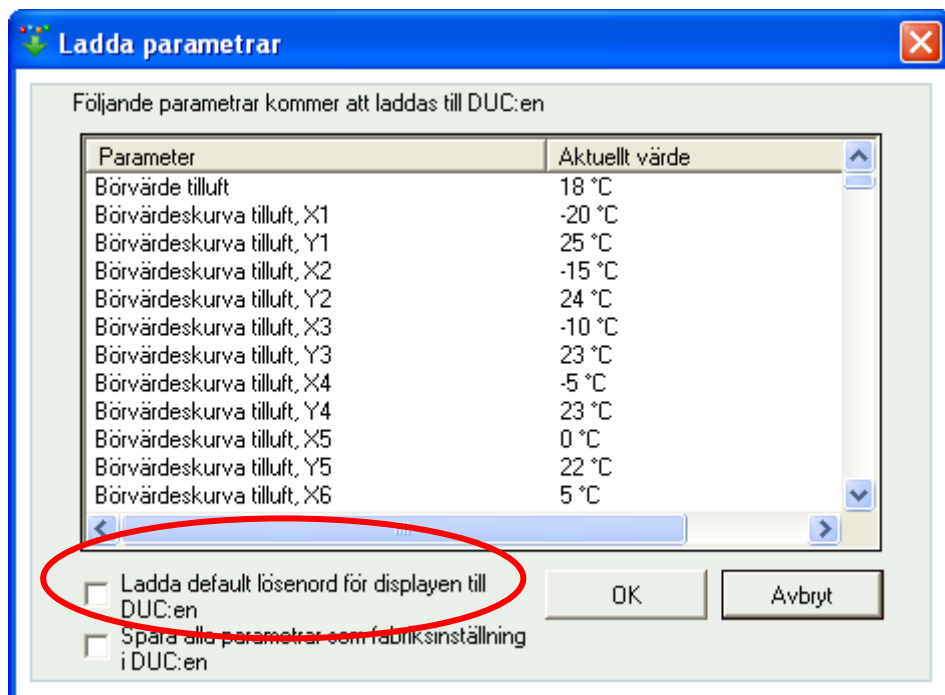 Ladda parametrar
Följande parametrar kommer att laddas till DUC:en
Parameter Aktuellt värde
Börvärde tilluft 18 °C
Börvärdeskurva tilluft, X1 -20 °C
Börvärdeskurva tilluft, Y1 25 °C
Börvärdeskurva tilluft, X2 -15 °C
Börvärdeskurva tilluft, Y2 24 °C
Börvärdeskurva tilluft, X3 -10 °C
Börvärdeskurva tilluft, Y3 23 °C
Börvärdeskurva tilluft, X4 -5 °C
Börvärdeskurva tilluft, Y4 23 °C
Börvärdeskurva tilluft, X5 0 °C
Börvärdeskurva tilluft, Y5 22 °C
Börvärdeskurva tilluft, X6 5 °C
Ladda default lösenord för displayen till
DUC:en
OK Avbryt
Spara alla parametrar som fabriksinställning
i DUC:en